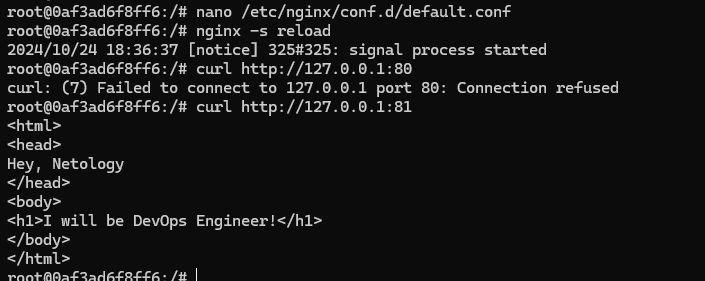 root@0af3ad6f8ff6:/# nano /etc/nginx/conf.d/default.conf
root@0af3ad6f8ff6:/# nginx -s reload
2024/10/24 18:36:37 [notice] 325#325: signal process started
root@0af3ad6f8ff6:/# curl http://127.0.0.1:80
curl: (7) Failed to connect to 127.0.0.1 port 80: Connection refused
root@0af3ad6f8ff6:/# curl http://127.0.0.1:81
<html>
<head>
Hey, Netology
</head>
<body>
<h1>I will be DevOps Engineer!</h1>
</body>
</html>
root@0af3ad6f8ff6:/#